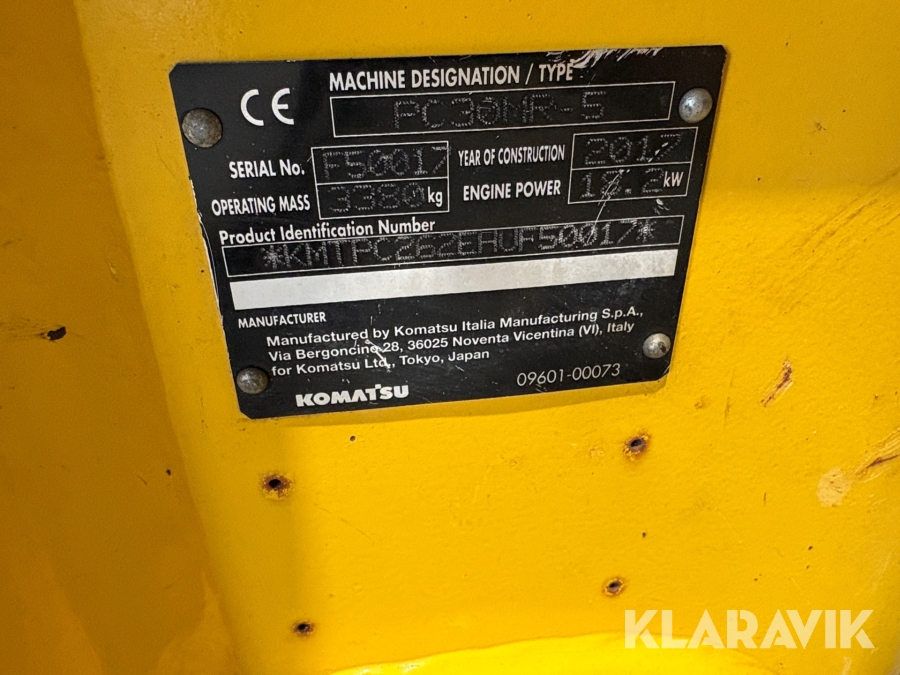 CE
MACHINE DESIGNATION / TYPE
PC30MR-5
SERIAL No. F50017 YEAR OF CONSTRUCTION 2017
OPERATING MASS 3380 kg ENGINE POWER 18.2 kW
Product Identification Number
*KMTPC262EHVF50017*
MANUFACTURER
Manufactured by Komatsu Italia Manufacturing S.p.A.,
Via Bergoncino 28, 36025 Noventa Vicentina (VI), Italy
for Komatsu Ltd., Tokyo, Japan
KOMATSU 09601-00073
KLARAVIK